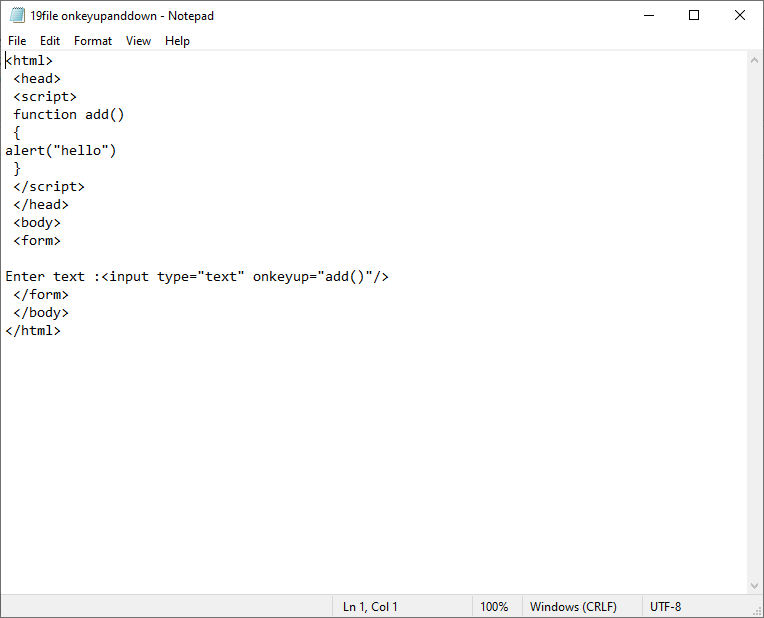 19file onkeyupanddown - Notepad
File Edit Format View Help
<html>
<head>
<script>
function add()
{
alert("hello")
}
</script>
</head>
<body>
<form>
Enter text :<input type="text" onkeyup="add()"/>
</form>
</body>
</html>
Ln 1, Col 1 100% Windows (CRLF) UTF-8